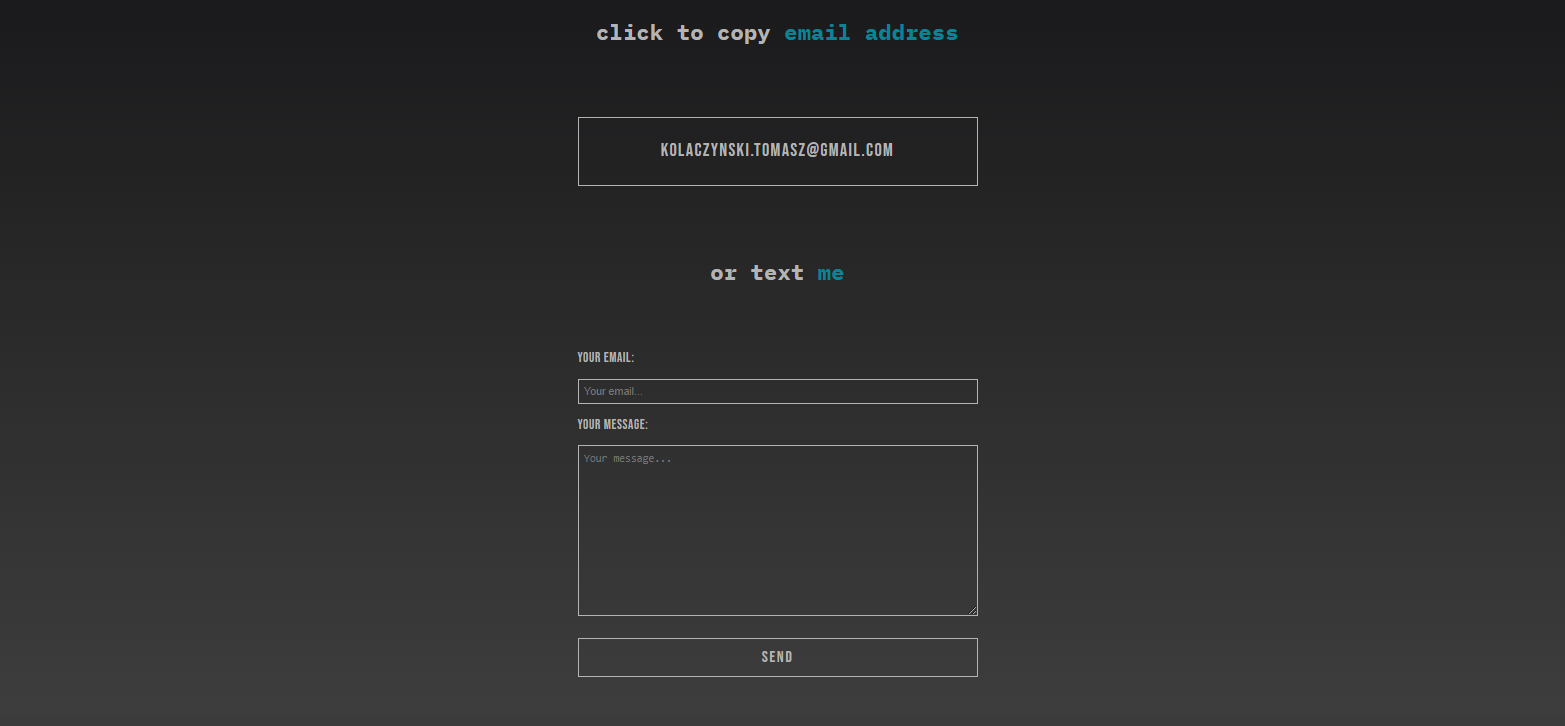 click to copy email address
KOLACZYNSKI.TOMASZ@GMAIL.COM
or text me
YOUR EMAIL:
Your email...
YOUR MESSAGE:
Your message...
SEND